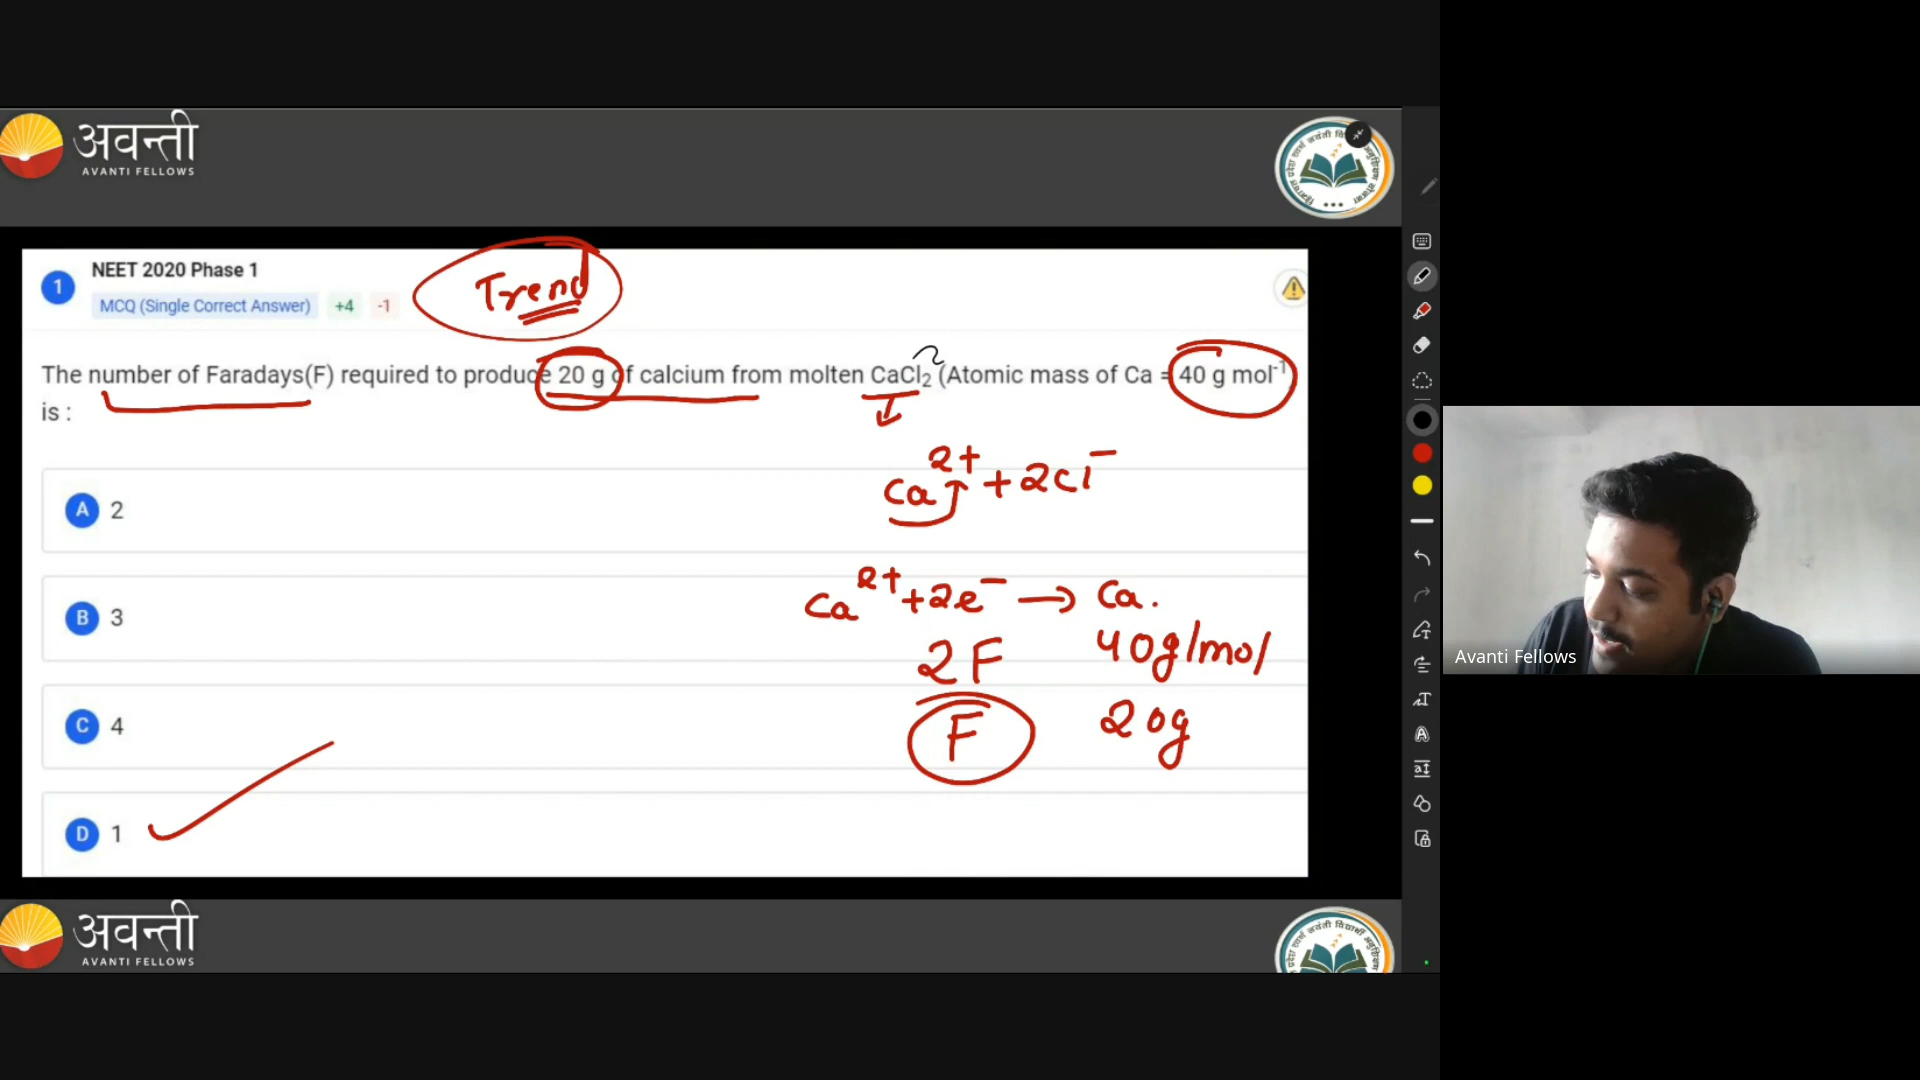 अवन्ती
AVANTI FELLOWS
1
NEET 2020 Phase 1
MCQ (Single Correct Answer) +4 -1
Trend
The number of Faradays(F) required to produce 20 g of calcium from molten CaCl₂ (Atomic mass of Ca = 40 g mol⁻¹
is :
Ca²⁺ + 2Cl⁻
A 2
B 3
Ca²⁺ + 2e⁻ → Ca.
2F 40g/mol
C 4
F 20g
D 1
Avanti Fellows
अवन्ती
AVANTI FELLOWS